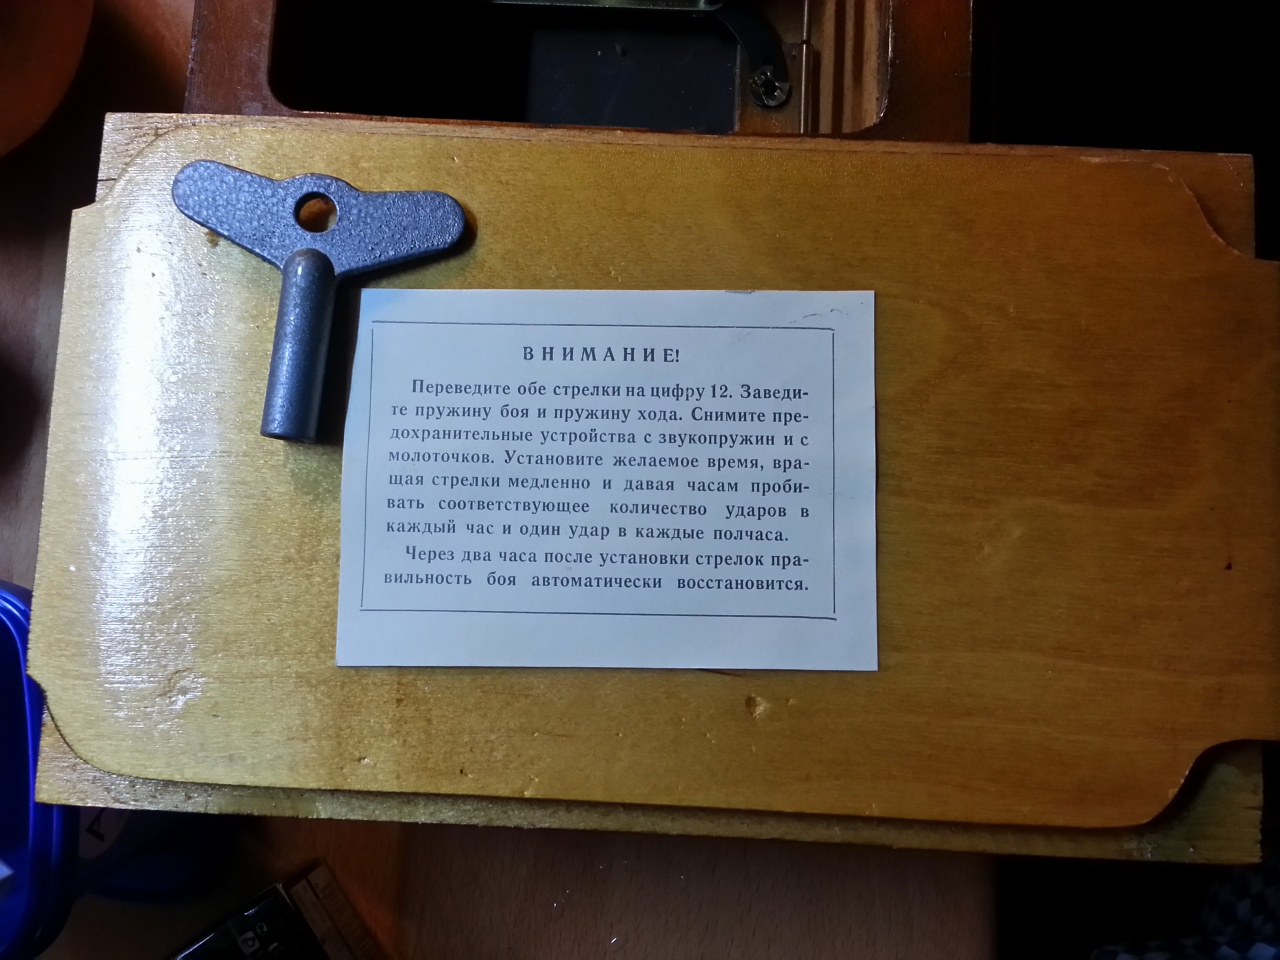 ВНИМАНИЕ!
Переведите обе стрелки на цифру 12. Заведи-
те пружину боя и пружину хода. Снимите пре-
дохранительные устройства с звукопружин и с
молоточков. Установите желаемое время, вра-
щая стрелки медленно и давая часам проби-
вать соответствующее количество ударов в
каждый час и один удар в каждые полчаса.
Через два часа после установки стрелок пра-
вильность боя автоматически восстановится.